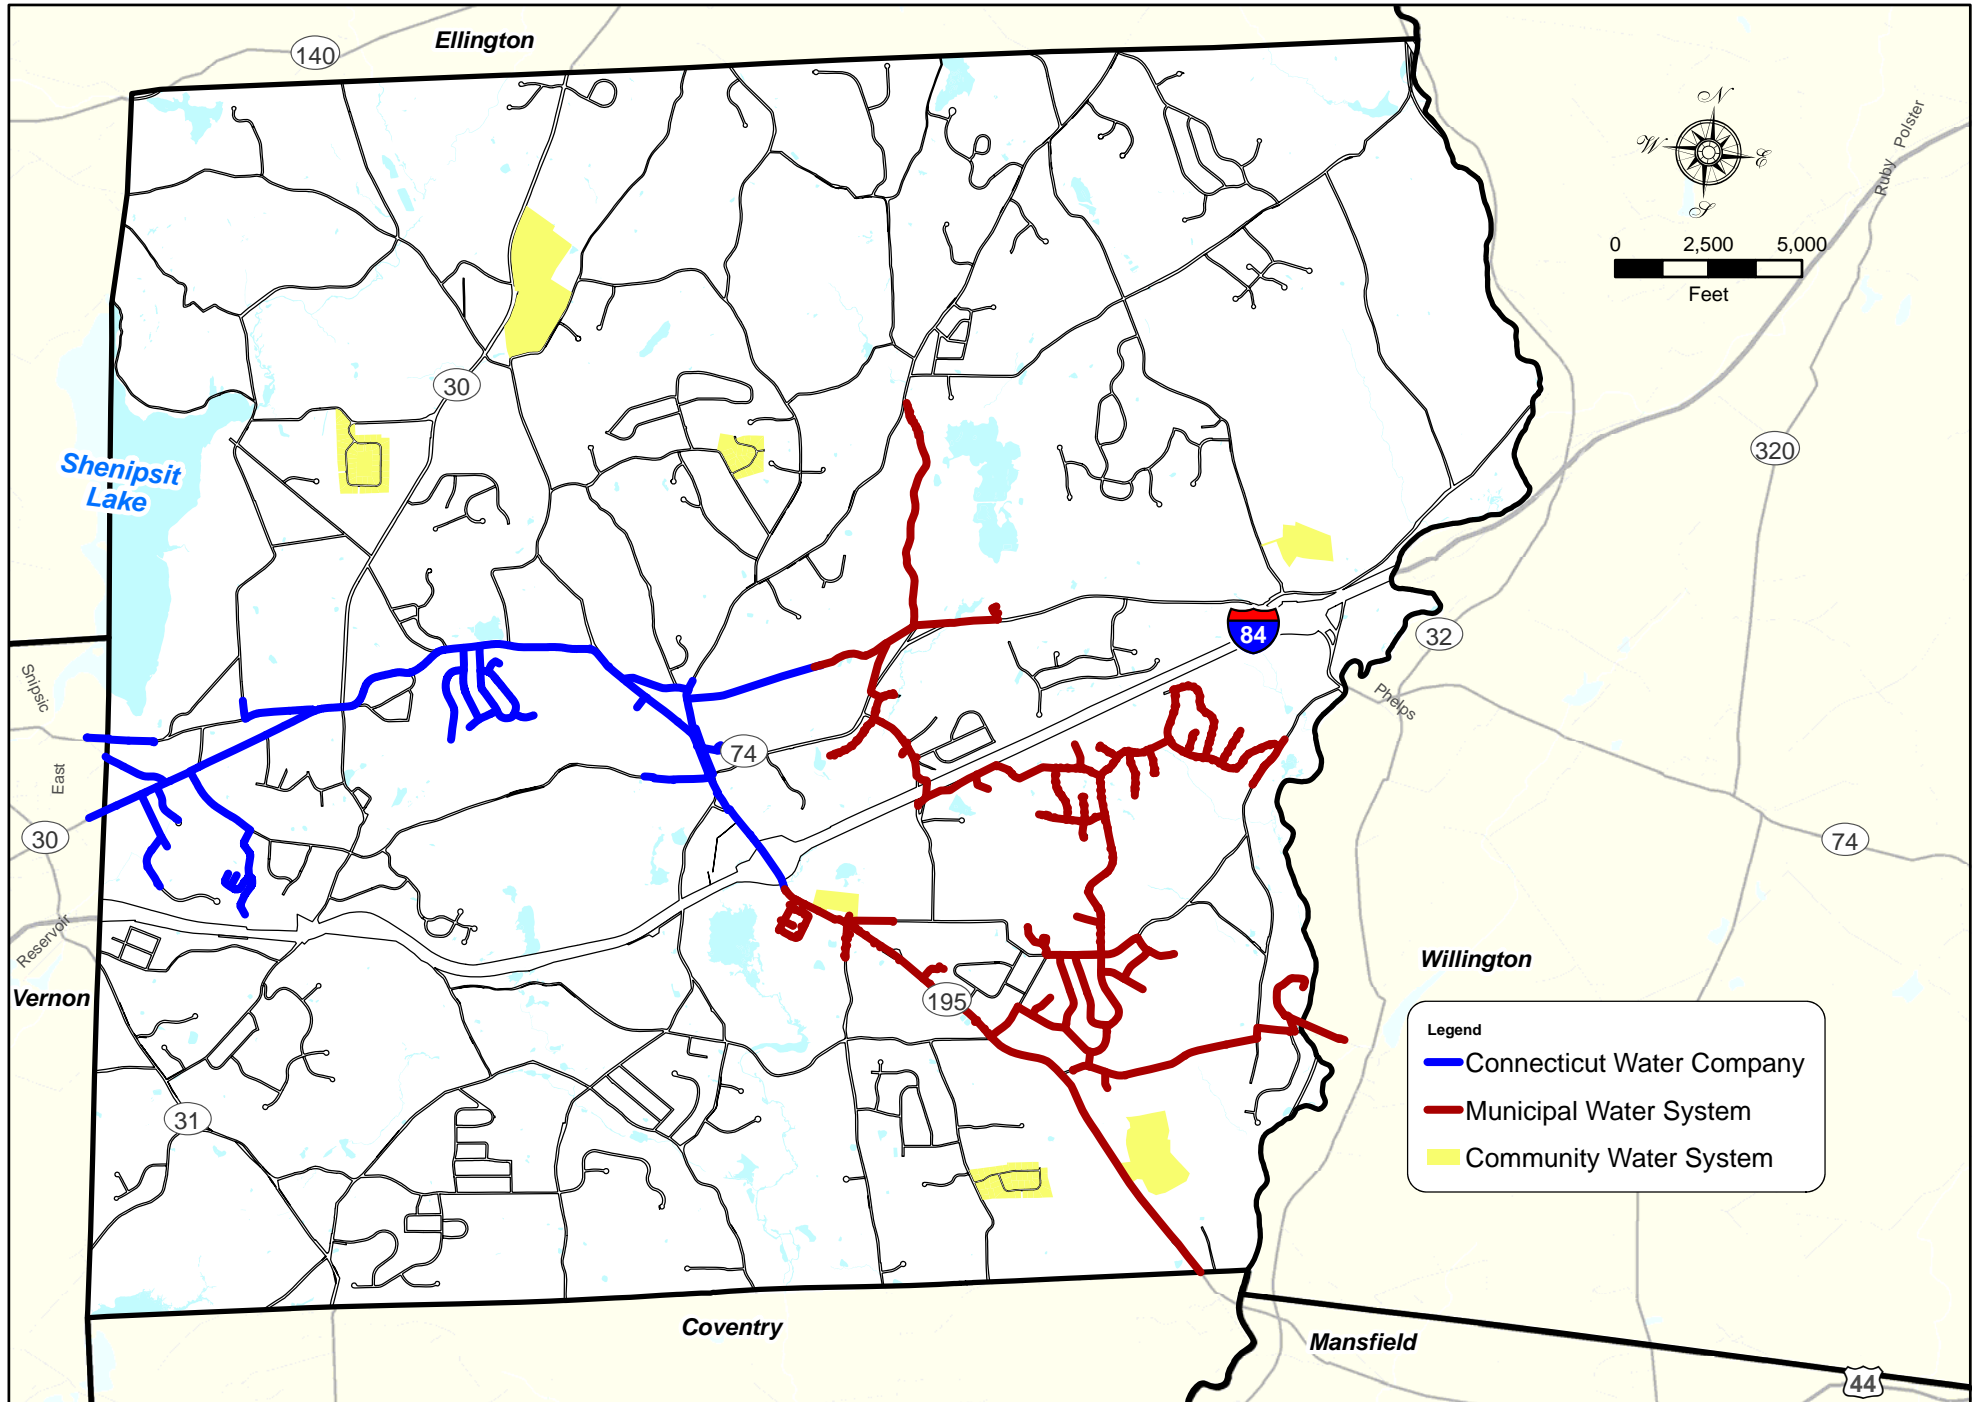 Ellington
140
N
W
E
S
Ruby Polster
0 2,500 5,000
Feet
30
320
Shenipsit
Lake
84
32
Snipsic
Phelps
74
East
30
74
Reservoir
Vernon
195
Willington
Legend
Connecticut Water Company
Municipal Water System
Community Water System
31
Coventry
Mansfield
44